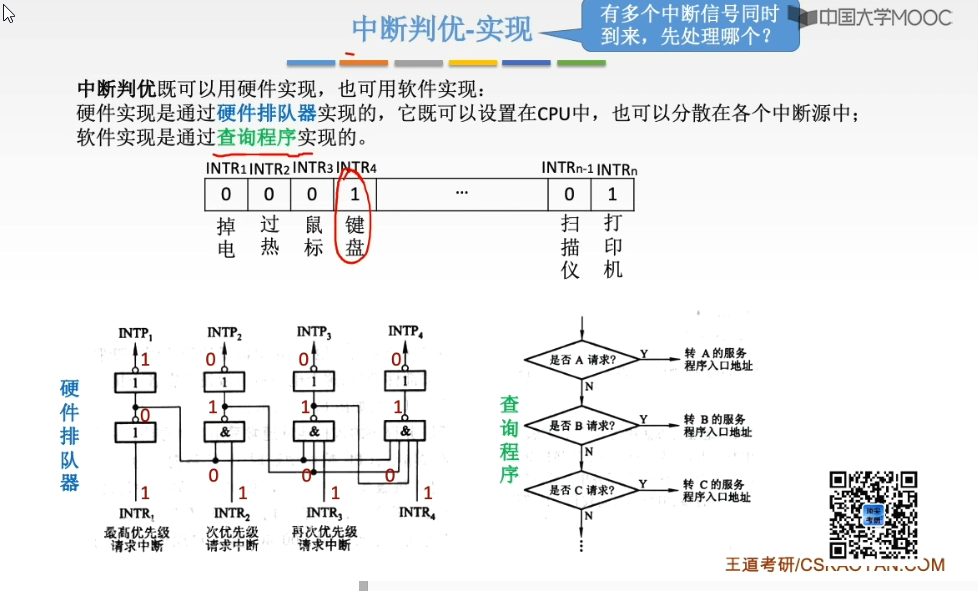 中断判优-实现
有多个中断信号同时
到来，先处理哪个？
中国大学MOOC
中断判优既可以用硬件实现，也可用软件实现：
硬件实现是通过硬件排队器实现的，它既可以设置在CPU中，也可以分散在各个中断源中；
软件实现是通过查询程序实现的。
INTR1 INTR2 INTR3 INTR4 INTRn-1 INTRn
0 0 0 1 … 0 1
掉电 过热 鼠标 键盘 扫描仪 打印机
硬件排队器
INTP1 INTP2 INTP3 INTP4
1 0 0 0
1 1 1 1
0 1 1 1
1 & & &
0 0 0
1 1 1 1
INTR1 INTR2 INTR3 INTR4
最高优先级 次优先级 再次优先级
请求中断 请求中断 请求中断
查询程序
是否 A 请求？ Y 转 A 的服务
程序入口地址
N
是否 B 请求？ Y 转 B 的服务
程序入口地址
N
是否 C 请求？ Y 转 C 的服务
程序入口地址
N
王道考研/CSKAOYAN.COM